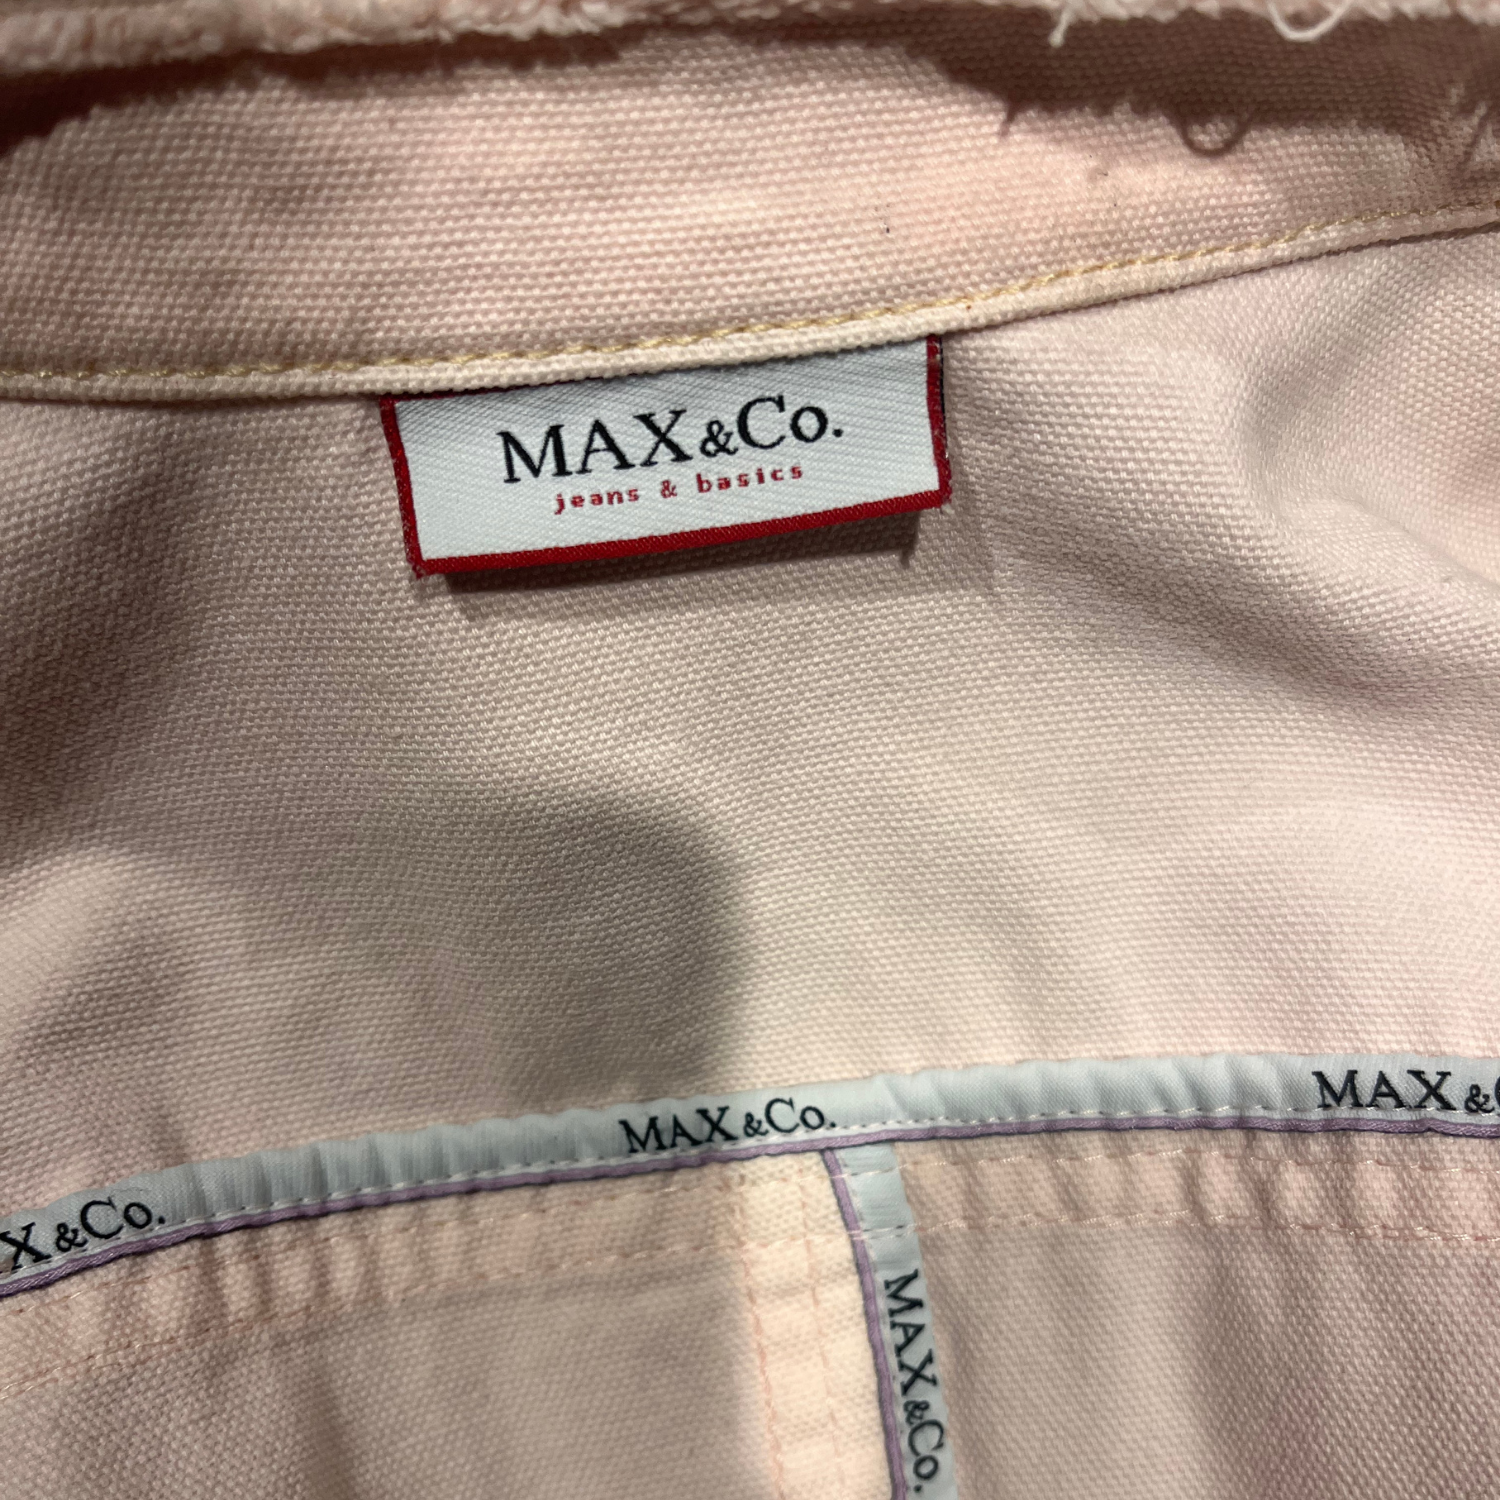 MAX&Co.
jeans & basics
MAX&Co.
MAX &
X &Co.
MAX &Co.